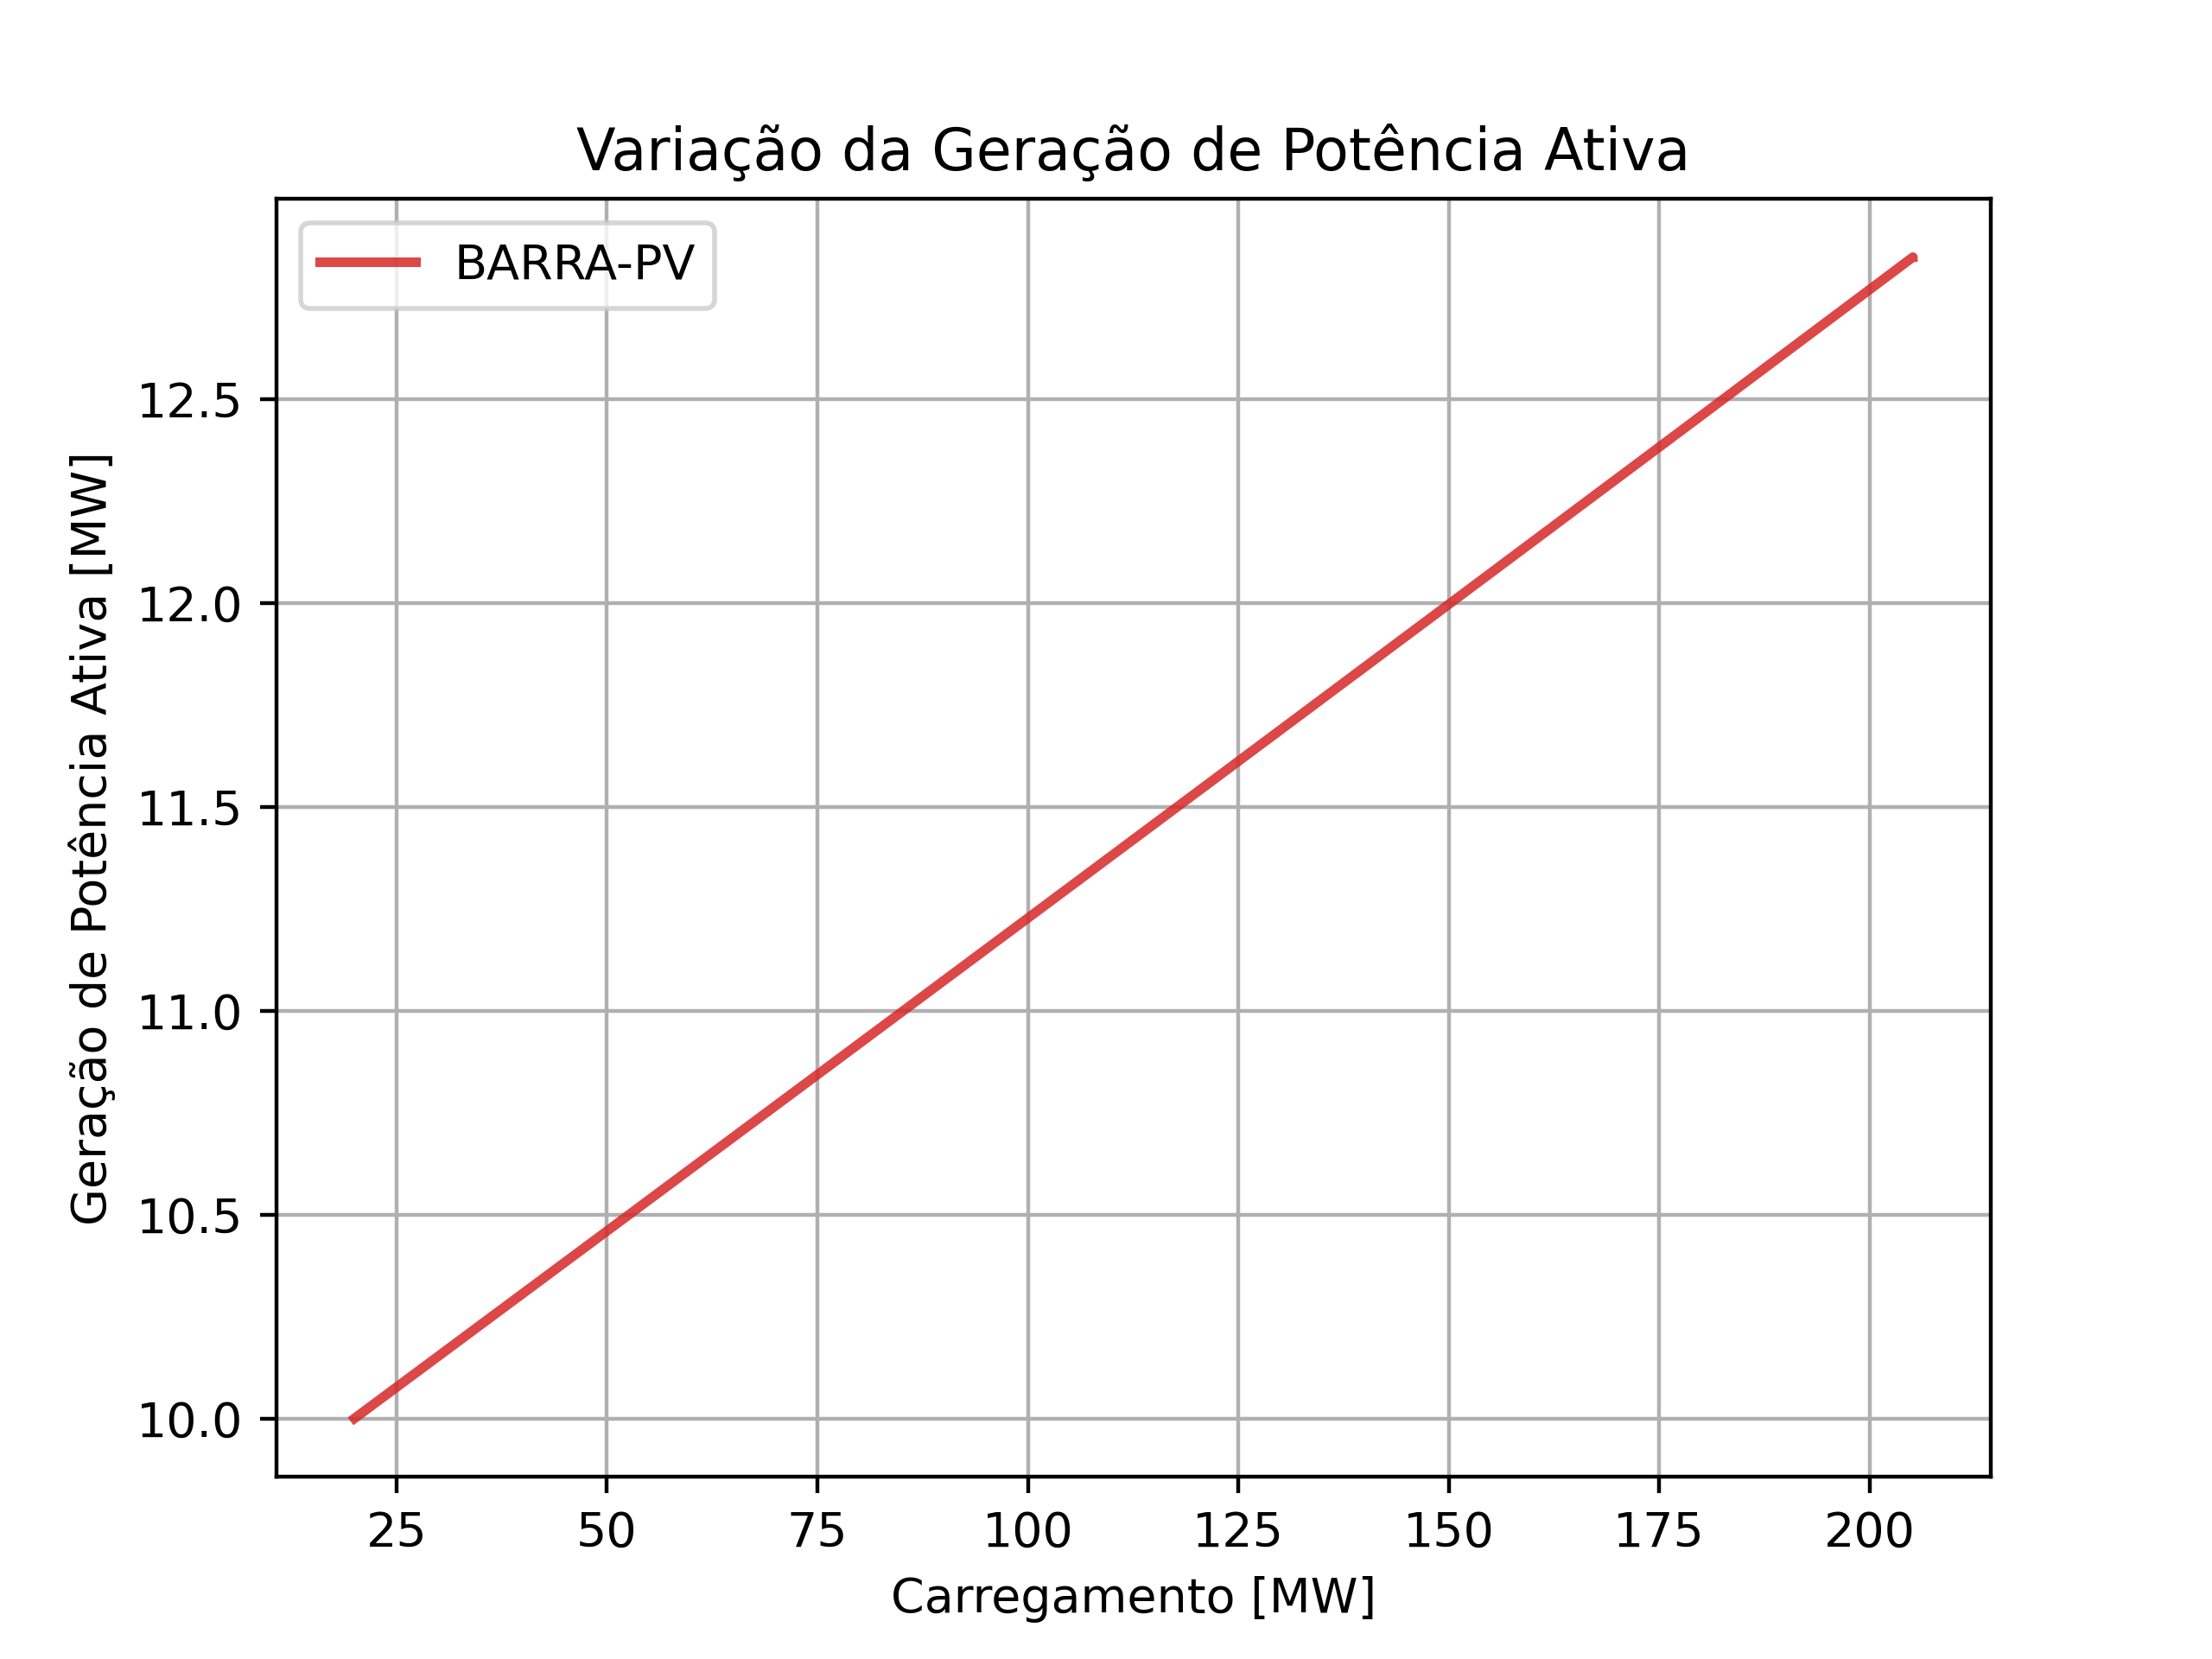 Variação da Geração de Potência Ativa
BARRA-PV
Geração de Potência Ativa [MW]
12.5
12.0
11.5
11.0
10.5
10.0
25 50 75 100 125 150 175 200
Carregamento [MW]